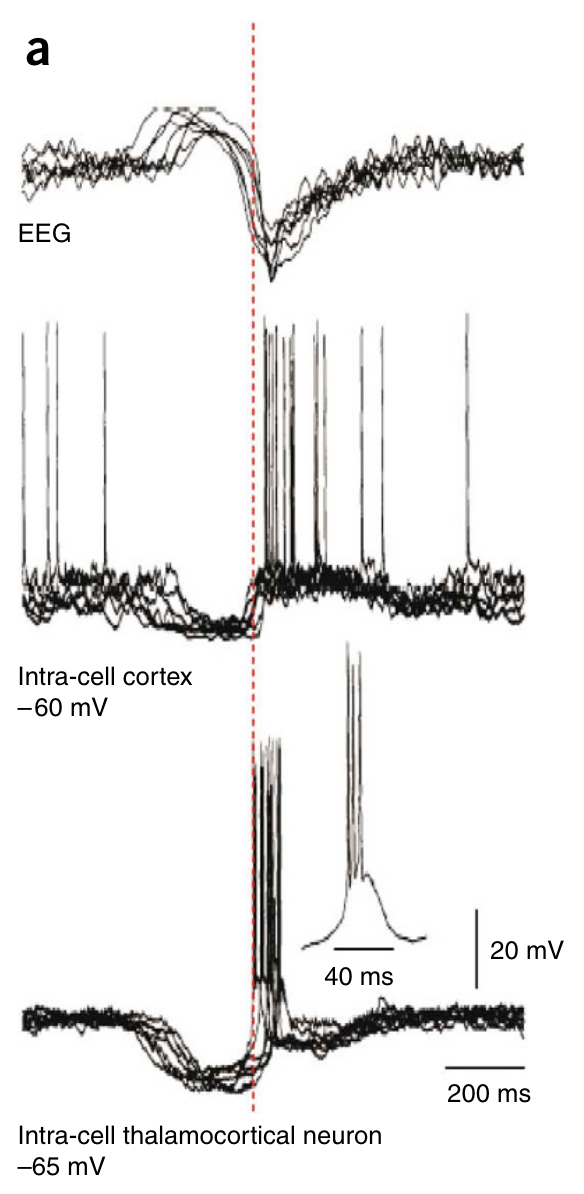 a
EEG
Intra-cell cortex
–60 mV
40 ms
20 mV
200 ms
Intra-cell thalamocortical neuron
–65 mV